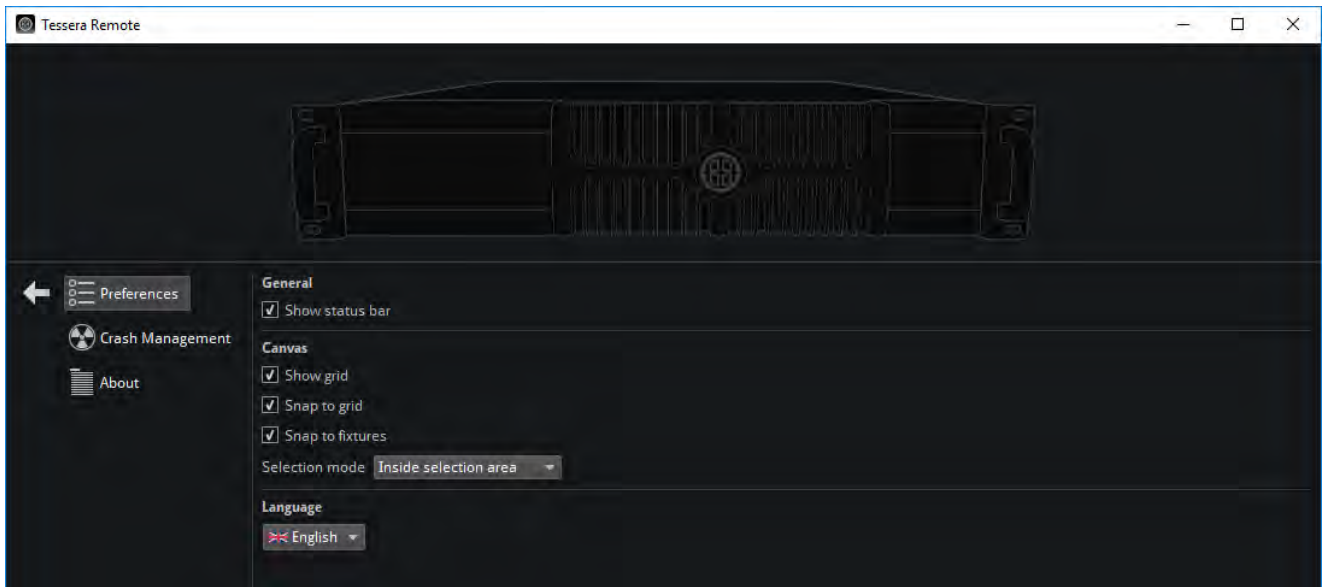 Tessera Remote
Preferences
Crash Management
About
General
Show status bar
Canvas
Show grid
Snap to grid
Snap to fixtures
Selection mode Inside selection area
Language
English